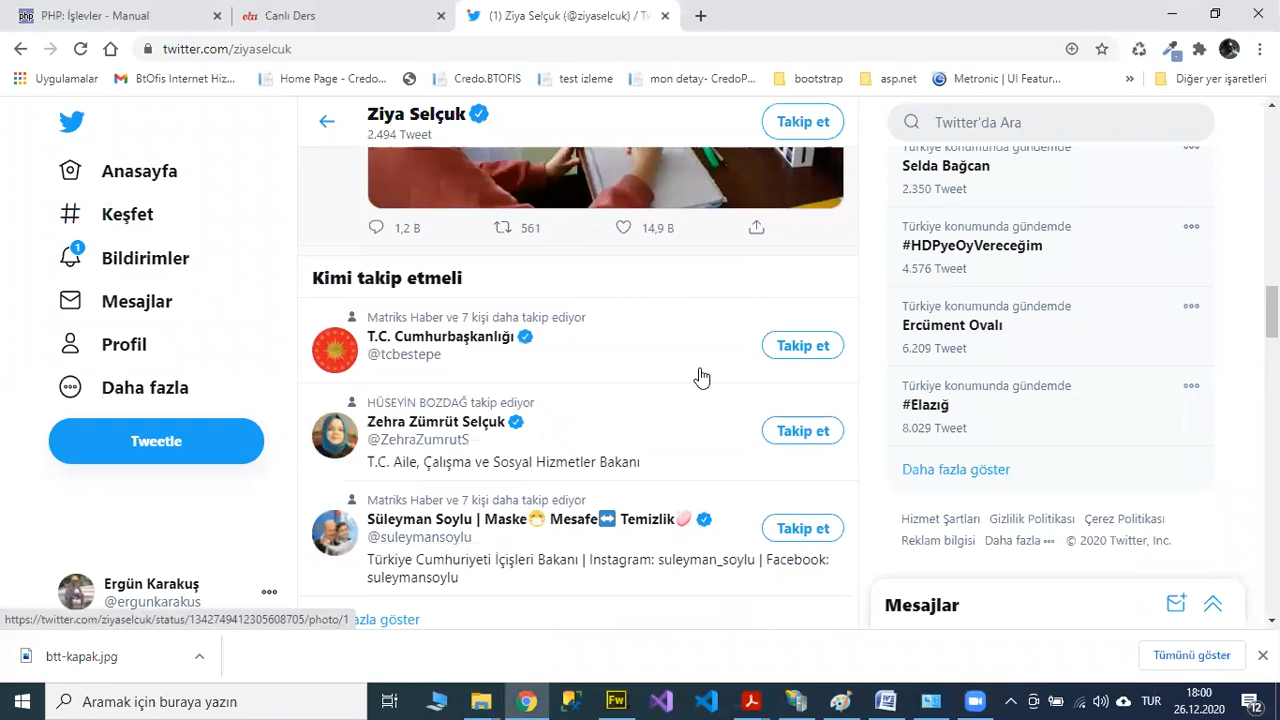 PHP: İşlevler - Manual
eba
Canlı Ders
(1) Ziya Selçuk (@ziyaselcuk) / Tw
twitter.com/ziyaselcuk
Uygulamalar
BtOfis Internet Hiz...
Home Page - Credo...
Credo.BTOFIS
test izleme
mon detay- CredoP...
bootstrap
asp.net
Metronic | UI Featur...
»
Diğer yer işaretleri
Anasayfa
Keşfet
1
Bildirimler
Mesajlar
Profil
Daha fazla
Tweetle
Ergün Karakuş
@ergunkarakus
Ziya Selçuk
2.494 Tweet
Takip et
1,2 B
561
14,9 B
Kimi takip etmeli
Matriks Haber ve 7 kişi daha takip ediyor
T.C. Cumhurbaşkanlığı
@tcbestepe
Takip et
HÜSEYİN BOZDAĞ takip ediyor
Zehra Zümrüt Selçuk
@ZehraZumrutS
Takip et
T.C. Aile, Çalışma ve Sosyal Hizmetler Bakanı
Matriks Haber ve 7 kişi daha takip ediyor
Süleyman Soylu | Maske😷 Mesafe↔️ Temizlik🧼
@suleymansoylu
Takip et
Türkiye Cumhuriyeti İçişleri Bakanı | Instagram: suleyman_soylu | Facebook:
suleymansoylu
fazla göster
Twitter'da Ara
Türkiye konumunda gündemde
Selda Bağcan
2.350 Tweet
Türkiye konumunda gündemde
#HDPyeOyVereceğim
4.576 Tweet
Türkiye konumunda gündemde
Ercüment Ovalı
6.209 Tweet
Türkiye konumunda gündemde
#Elazığ
8.029 Tweet
Daha fazla göster
Hizmet Şartları Gizlilik Politikası Çerez Politikası
Reklam bilgisi Daha fazla ••• © 2020 Twitter, Inc.
Mesajlar
https://twitter.com/ziyaselcuk/status/1342749412305608705/photo/1
btt-kapak.jpg
Tümünü göster
Aramak için buraya yazın
Fw
TUR
18:00
26.12.2020
12